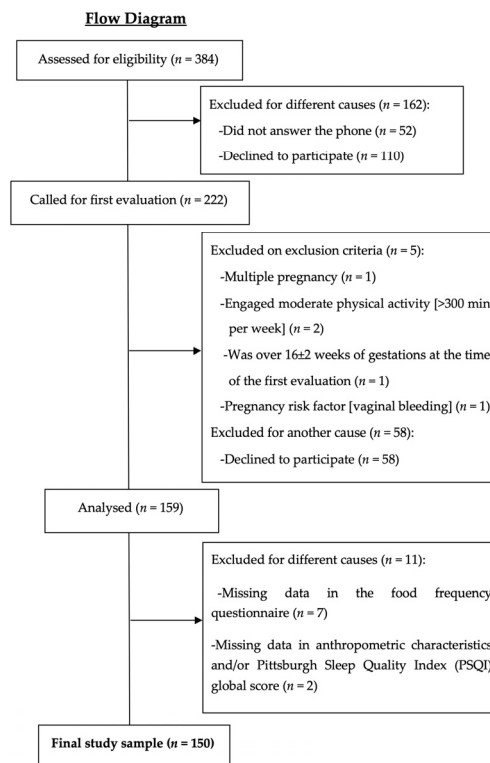 Flow Diagram
Assessed for eligibility (n = 384)
Excluded for different causes (n = 162):
-Did not answer the phone (n = 52)
-Declined to participate (n = 110)
Called for first evaluation (n = 222)
Excluded on exclusion criteria (n = 5):
-Multiple pregnancy (n = 1)
-Engaged moderate physical activity [>300 min
per week] (n = 2)
-Was over 16±2 weeks of gestations at the time
of the first evaluation (n = 1)
-Pregnancy risk factor [vaginal bleeding] (n = 1)
Excluded for another cause (n = 58):
-Declined to participate (n = 58)
Analysed (n = 159)
Excluded for different causes (n = 11):
-Missing data in the food frequency
questionnaire (n = 7)
-Missing data in anthropometric characteristics
and/or Pittsburgh Sleep Quality Index (PSQI)
global score (n = 2)
Final study sample (n = 150)